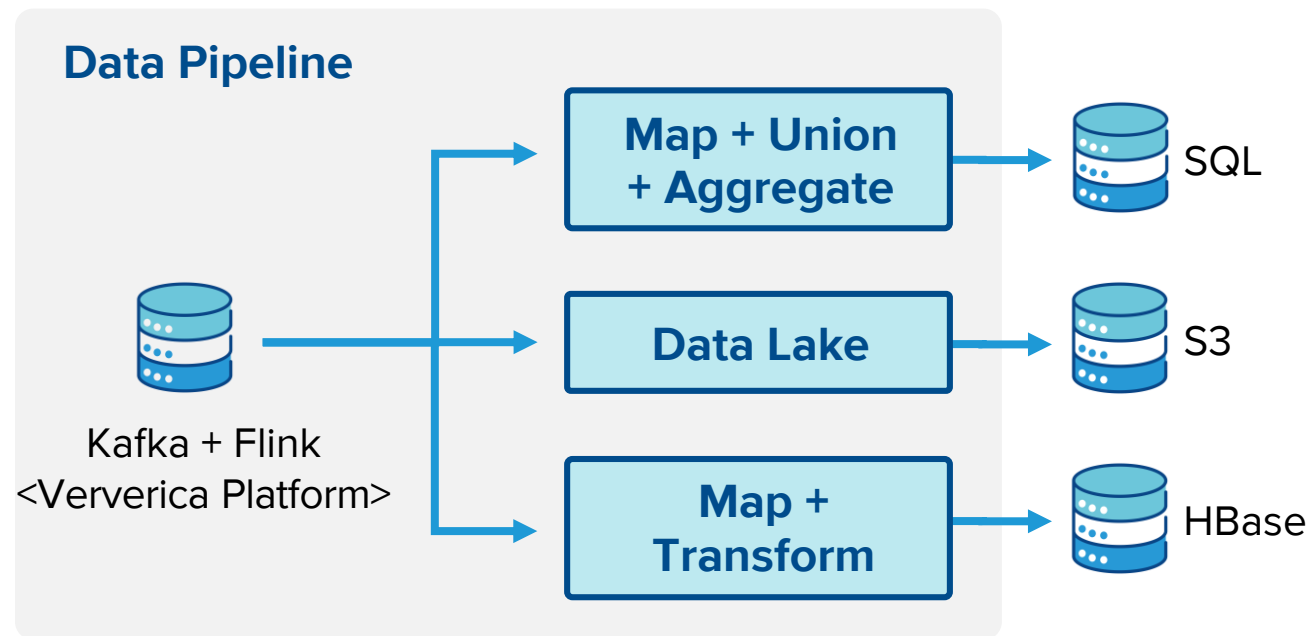 Data Pipeline
Map + Union
+ Aggregate
SQL
Data Lake
S3
Kafka + Flink
<Ververica Platform>
Map +
Transform
HBase